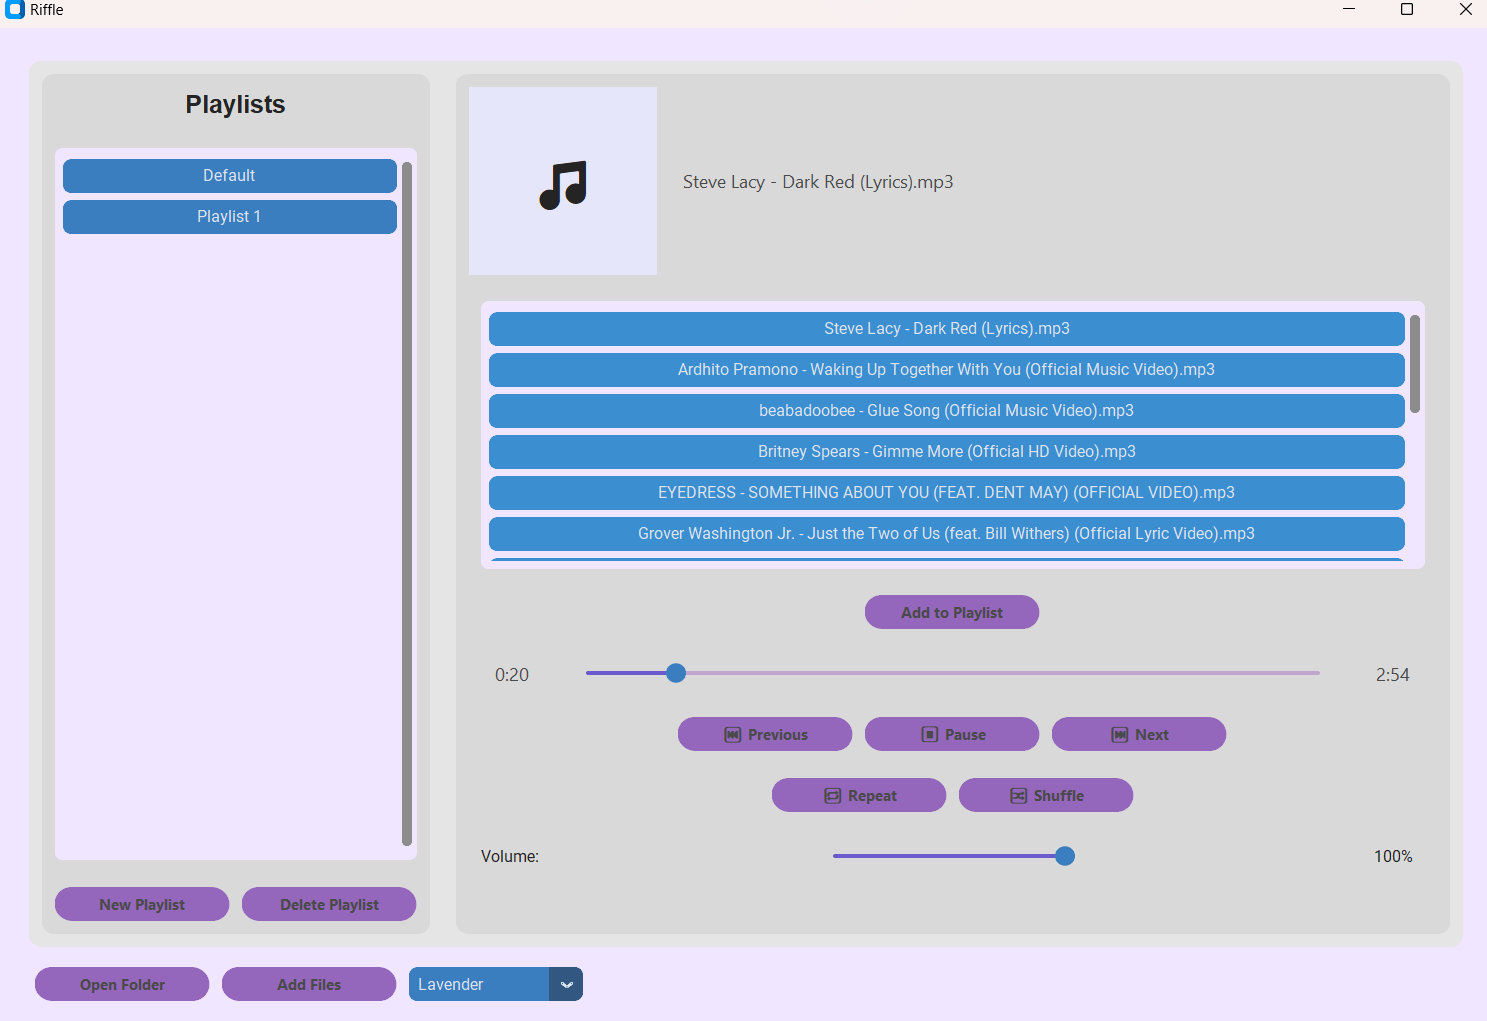 Riffle
Playlists
Default
Playlist 1
New Playlist
Delete Playlist
Steve Lacy - Dark Red (Lyrics).mp3
Steve Lacy - Dark Red (Lyrics).mp3
Ardhito Pramono - Waking Up Together With You (Official Music Video).mp3
beabadoobee - Glue Song (Official Music Video).mp3
Britney Spears - Gimme More (Official HD Video).mp3
EYEDRESS - SOMETHING ABOUT YOU (FEAT. DENT MAY) (OFFICIAL VIDEO).mp3
Grover Washington Jr. - Just the Two of Us (feat. Bill Withers) (Official Lyric Video).mp3
Add to Playlist
0:20
2:54
Previous
Pause
Next
Repeat
Shuffle
Volume:
100%
Open Folder
Add Files
Lavender